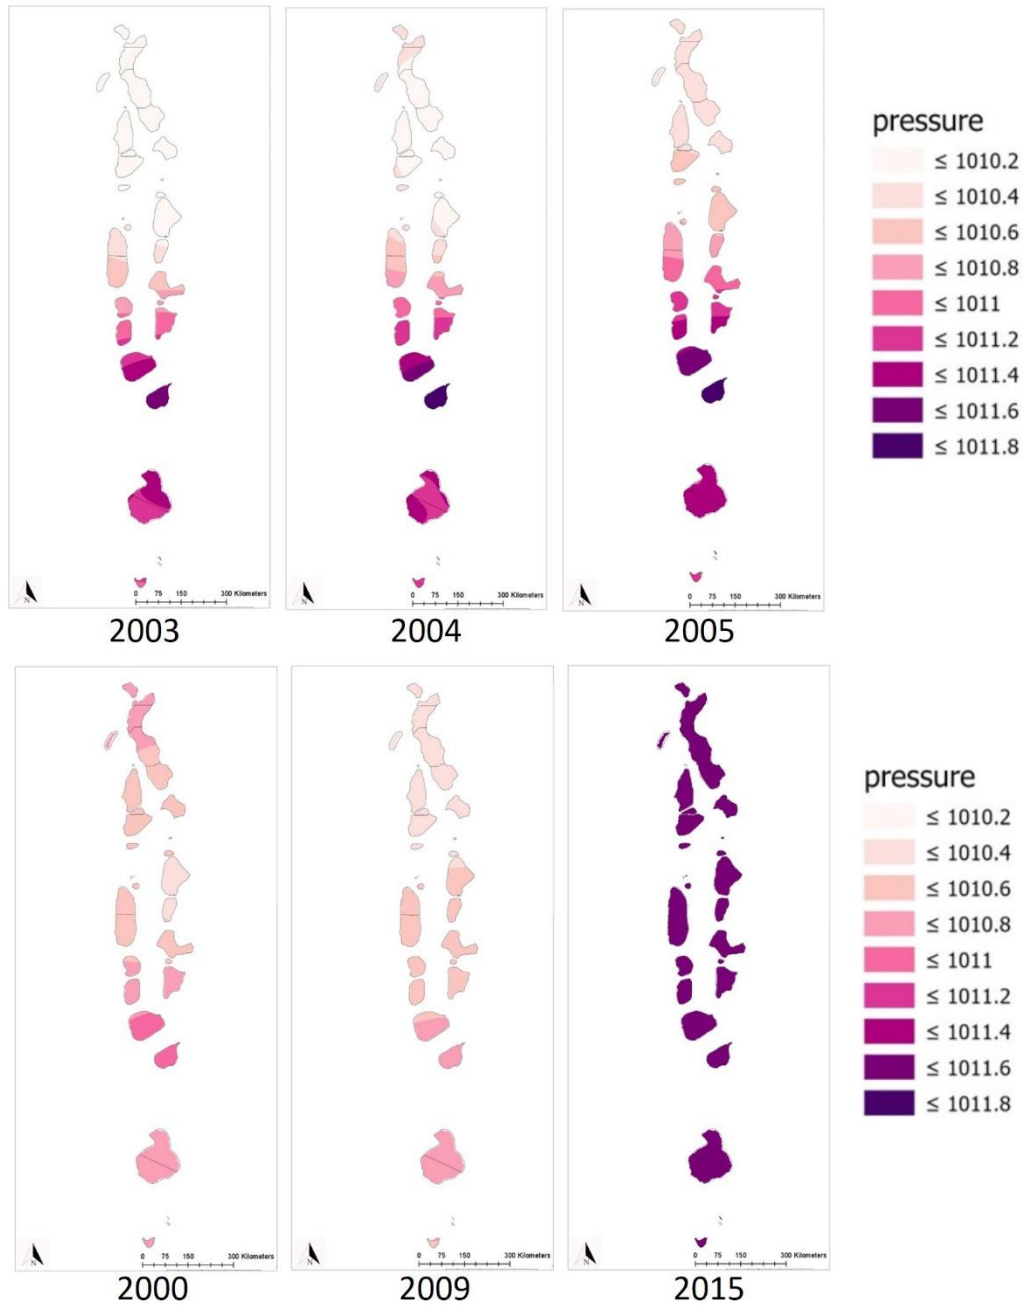 pressure
≤ 1010.2
≤ 1010.4
≤ 1010.6
≤ 1010.8
≤ 1011
≤ 1011.2
≤ 1011.4
≤ 1011.6
≤ 1011.8
N
0 75 150 300 Kilometers
N
0 75 150 300 Kilometers
N
0 75 150 300 Kilometers
2003
2004
2005
pressure
≤ 1010.2
≤ 1010.4
≤ 1010.6
≤ 1010.8
≤ 1011
≤ 1011.2
≤ 1011.4
≤ 1011.6
≤ 1011.8
N
0 75 150 300 Kilometers
N
0 75 150 300 Kilometers
N
0 75 150 300 Kilometers
2000
2009
2015